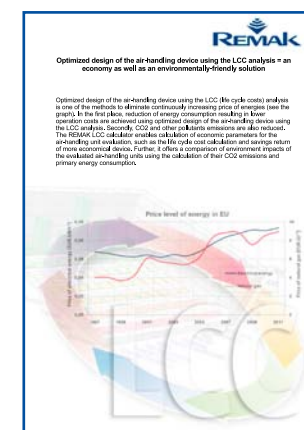 REMAK
Optimized design of the air-handling device using the LCC analysis = an
economy as well as an environmentally-friendly solution
Optimized design of the air-handling device using the LCC (life cycle costs) analysis
is one of the methods to eliminate continuously increasing price of energies (see the
graph). In the first place, reduction of energy consumption resulting in lower
operation costs are achieved using optimized design of the air-handling device using
the LCC analysis. Secondly, CO2 and other pollutants emissions are also reduced.
The REMAK LCC calculator enables calculation of economic parameters for the
air-handling unit evaluation, such as the life cycle cost calculation and savings return
of more economical device. Further, it offers a comparison of environment impacts of
the evaluated air-handling units using the calculation of their CO2 emissions and
primary energy consumption.
Price level of energy in EU
natural gas
LCC